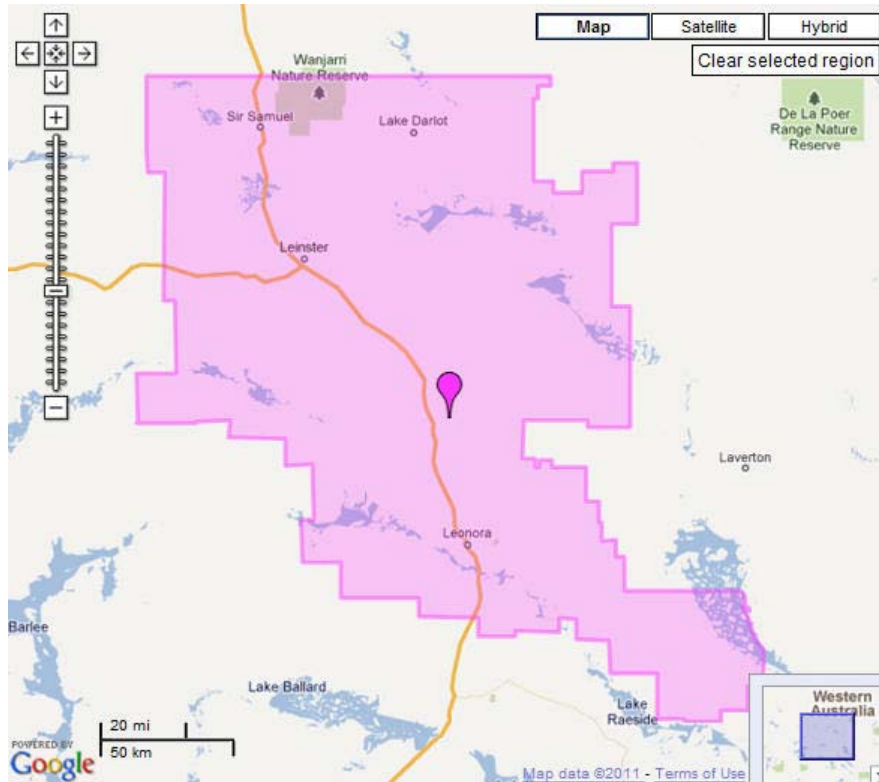 Map
Satellite
Hybrid
Clear selected region
Wanjarri
Nature Reserve
Sir Samuel
Lake Darlot
De La Poer
Range Nature
Reserve
Leinster
Laverton
Leonora
Barlee
Lake Ballard
Lake
Raeside
Western
Australia
20 mi
50 km
POWERED BY
Google
Map data ©2011 - Terms of Use